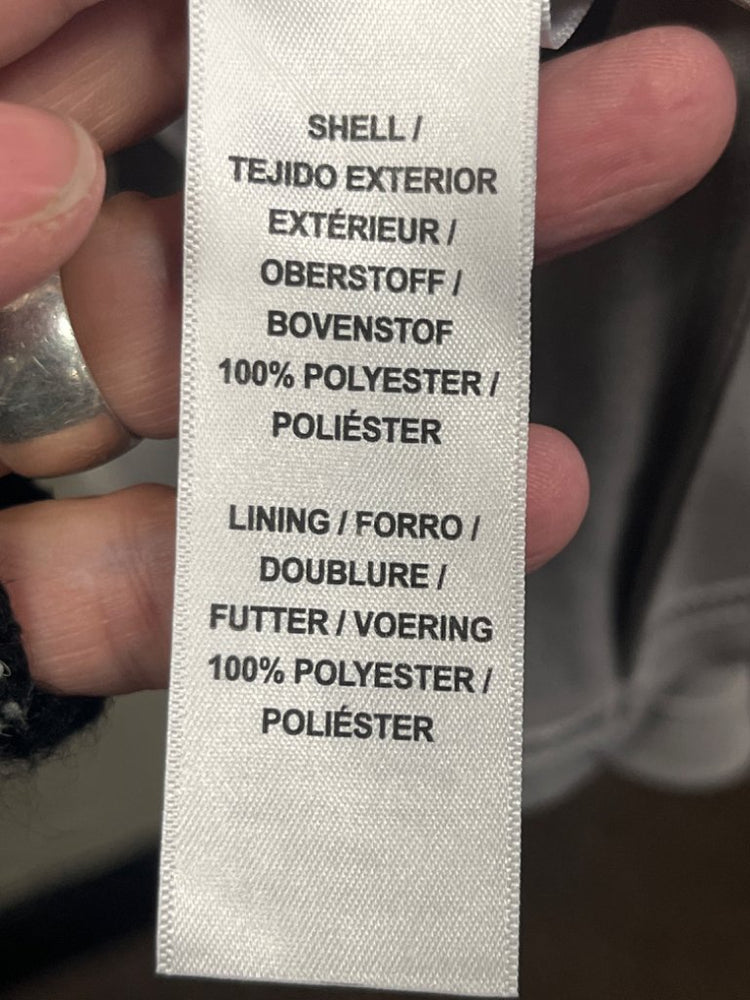 SHELL /
TEJIDO EXTERIOR
EXTÉRIEUR /
OBERSTOFF /
BOVENSTOF
100% POLYESTER /
POLIÉSTER
LINING / FORRO /
DOUBLURE /
FUTTER / VOERING
100% POLYESTER /
POLIÉSTER